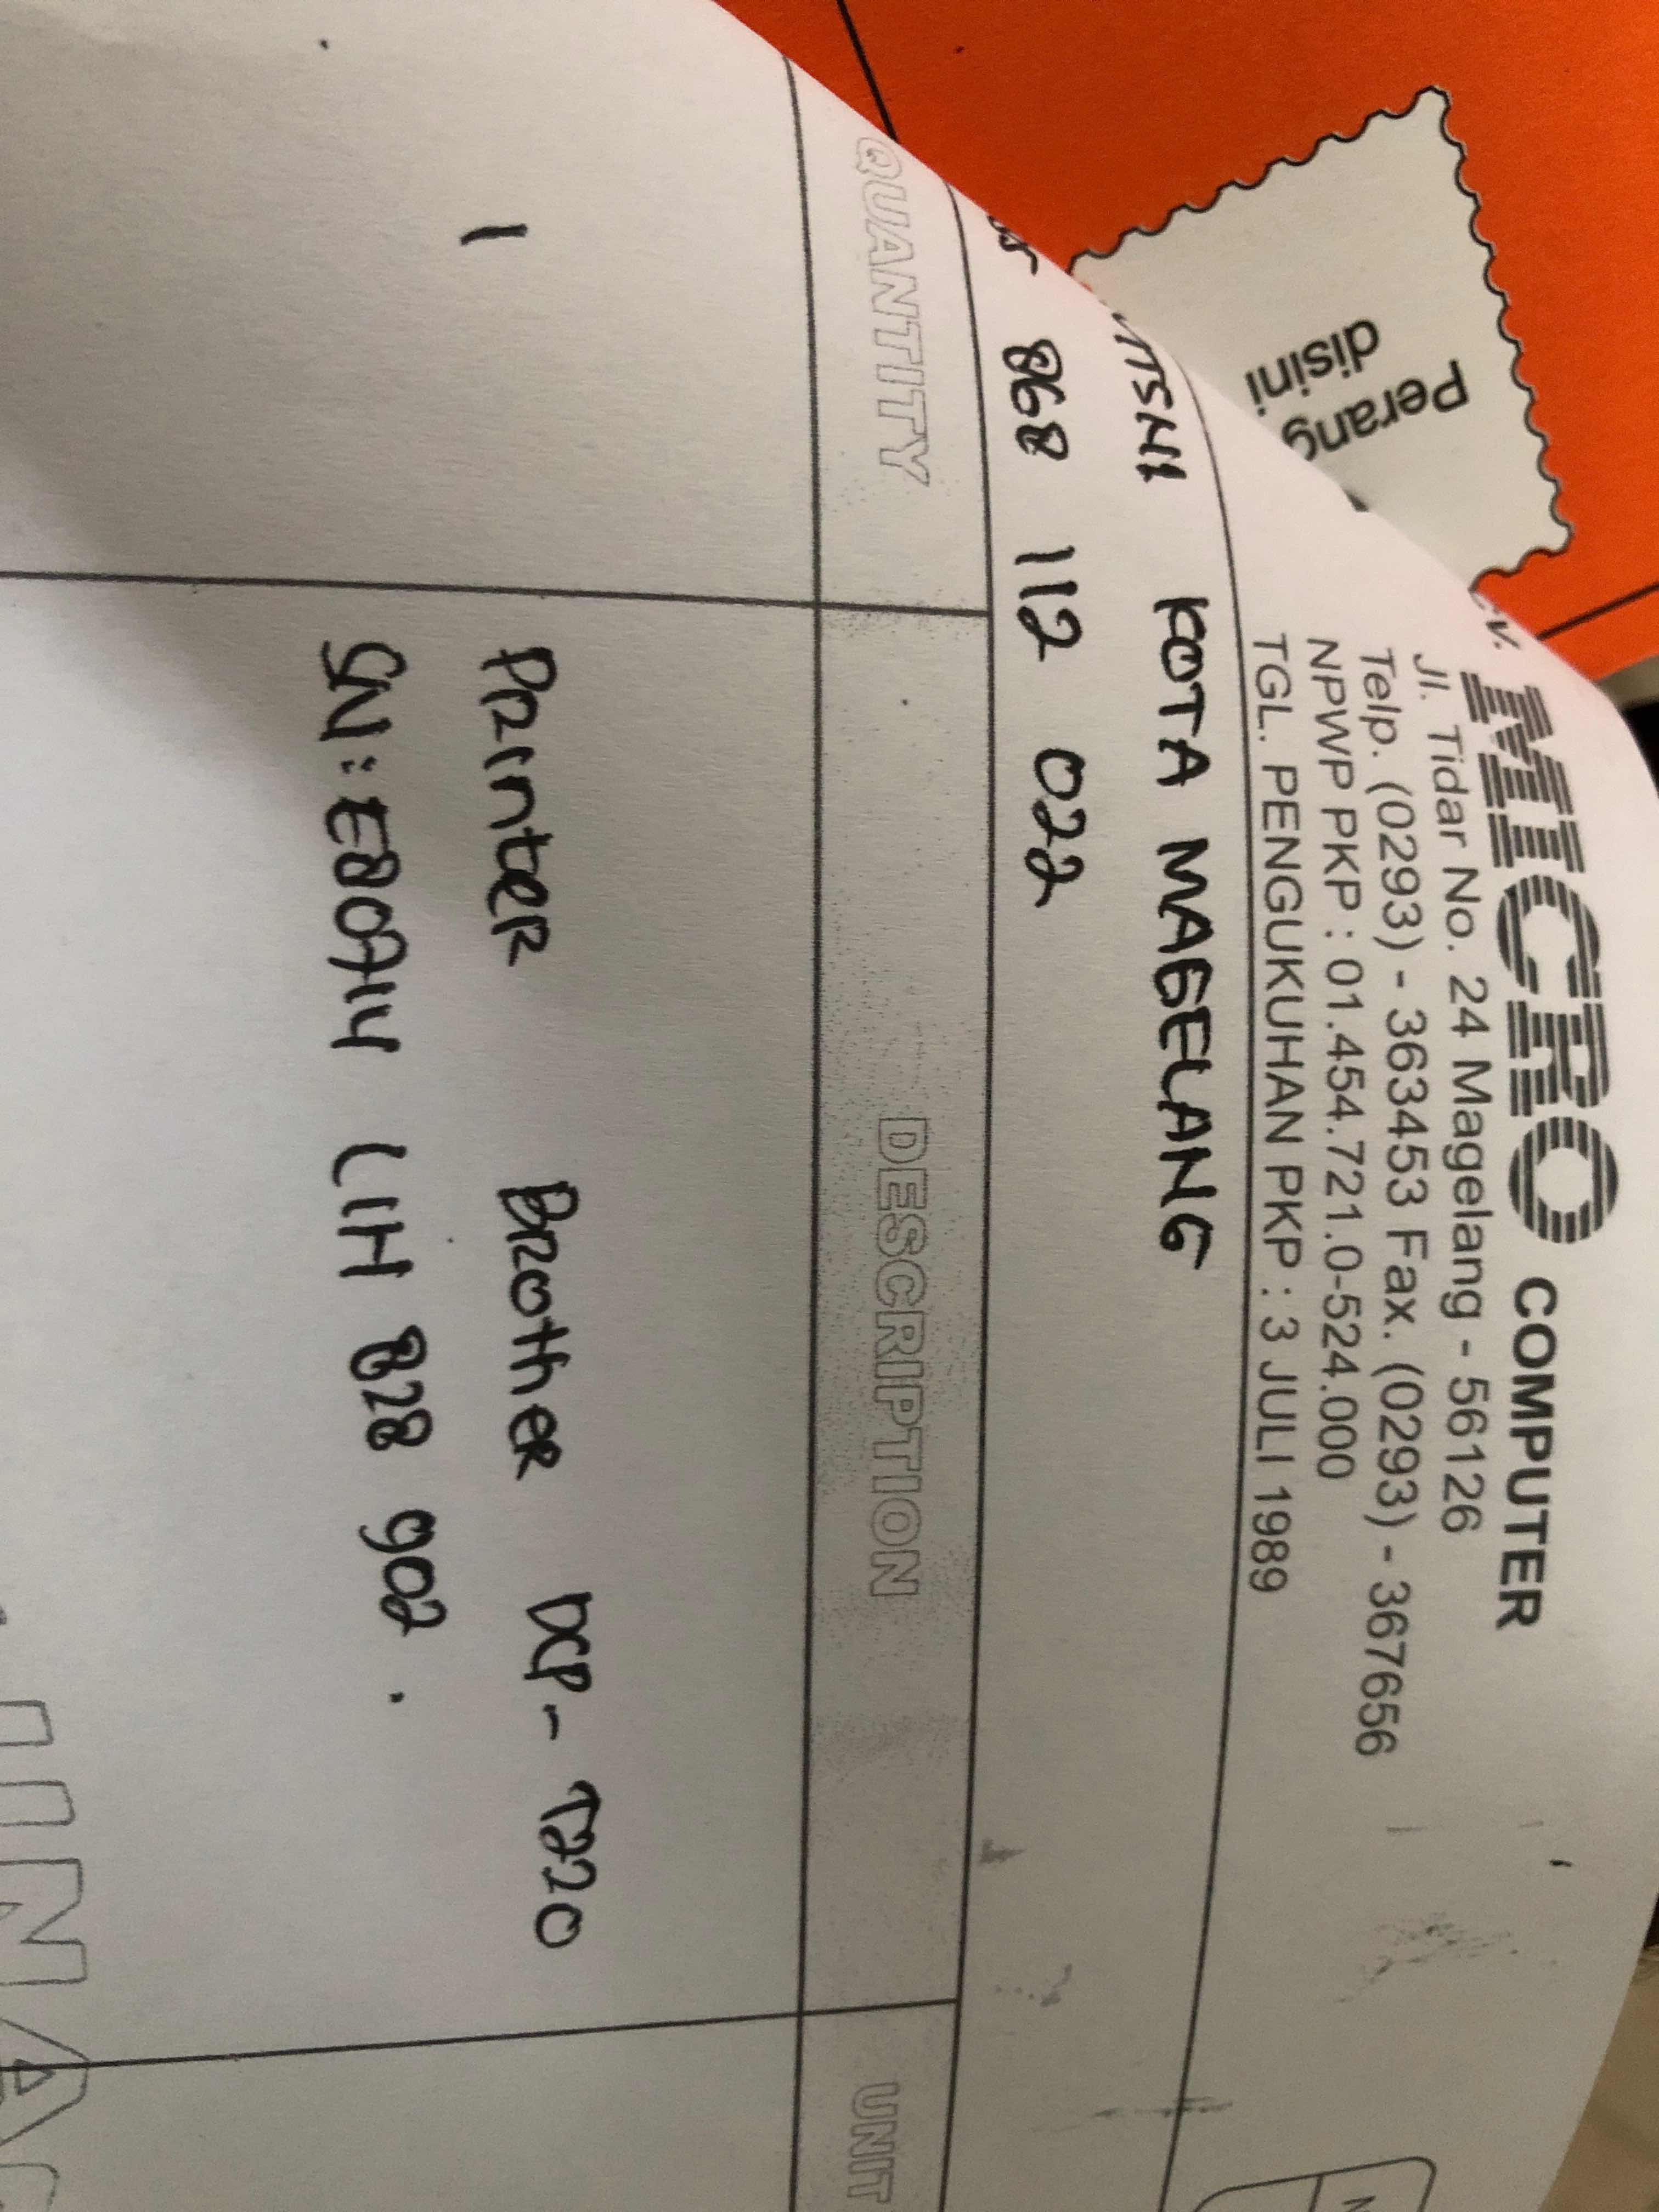 CV. MICRO COMPUTER
Jl. Tidar No. 24 Magelang - 56126
Telp. (0293) - 363453 Fax. (0293) - 367656
NPWP PKP : 01.454.721.0-524.000
TGL. PENGUKUHAN PKP : 3 JULI 1989
KOTA MAGELANG
868 112 022
QUANTITY DESCRIPTION UNIT
1 Printer Brother DCP-T220
SN: E80714 L1H 828 902.
Perang
disini